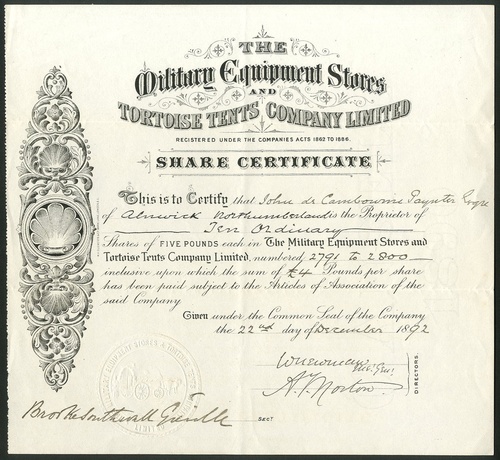 THE
Military Equipment Stores
AND
TORTOISE TENTS COMPANY LIMITED
REGISTERED UNDER THE COMPANIES ACTS 1862 TO 1886.
SHARE CERTIFICATE
This is to Certify that John de Cambourne Paynter Esqre
of Alnwick Northumberland is the Proprietor of
Ten Ordinary
Shares of FIVE POUNDS each in The Military Equipment Stores and
Tortoise Tents Company Limited, numbered 2791 to 2800
inclusive upon which the sum of £4 Pounds per share
has been paid subject to the Articles of Association of the
said Company.
Given under the Common Seal of the Company
the 22nd day of December 1892
A. T. Norton
DIRECTORS.
SECY